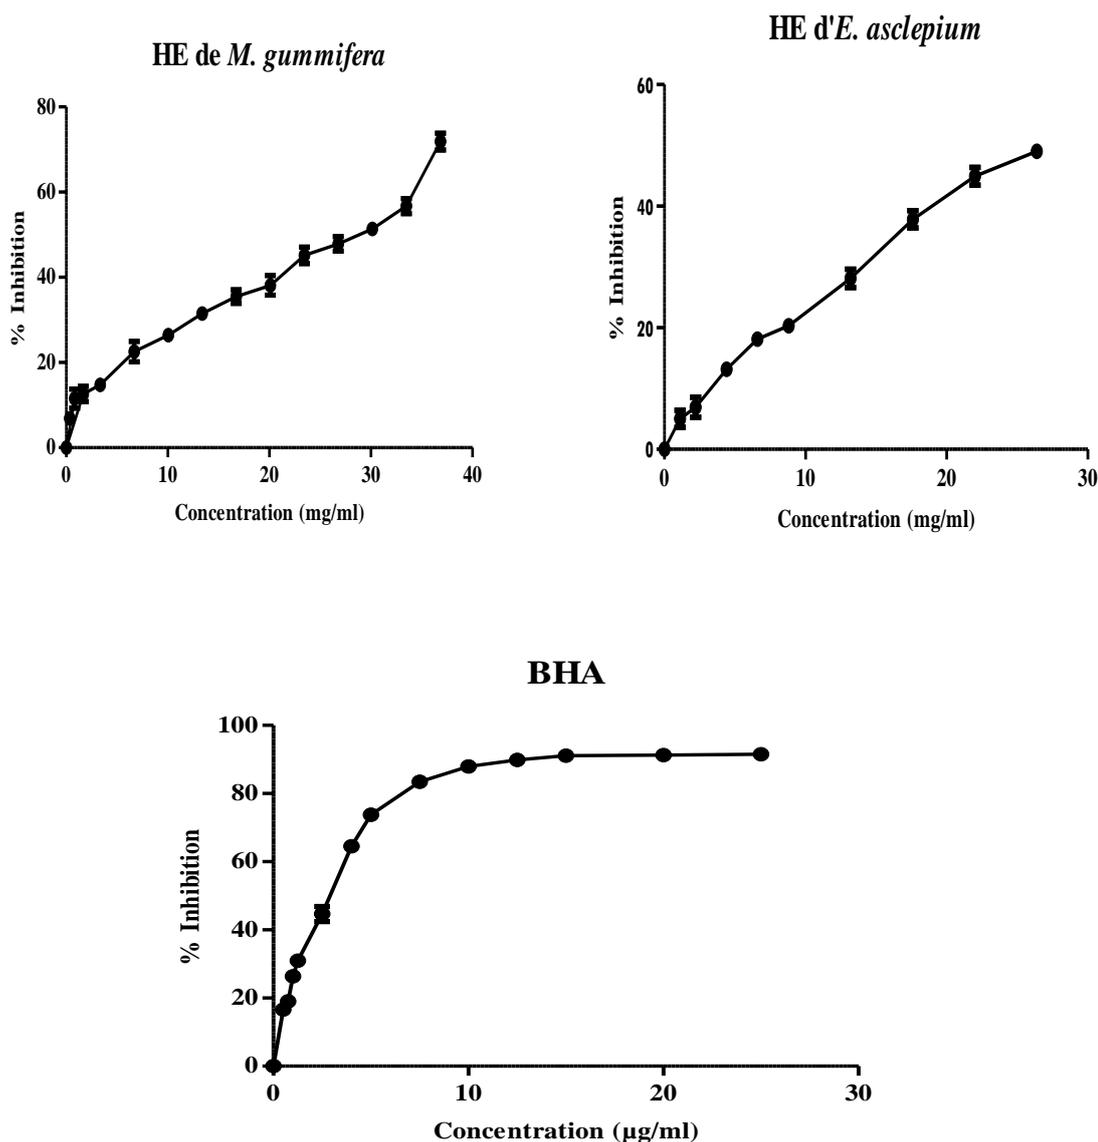 HE de M. gummifera
80
60
40
20
0
% Inhibition
0 10 20 30 40
Concentration (mg/ml)
HE d'E. asclepium
60
40
20
0
% Inhibition
0 10 20 30
Concentration (mg/ml)
BHA
100
80
60
40
20
0
% Inhibition
0 10 20 30
Concentration (µg/ml)